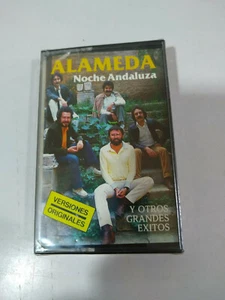 ALAMEDA
Noche Andaluza
VERSIONES
ORIGINALES
Y OTROS
GRANDES
EXITOS